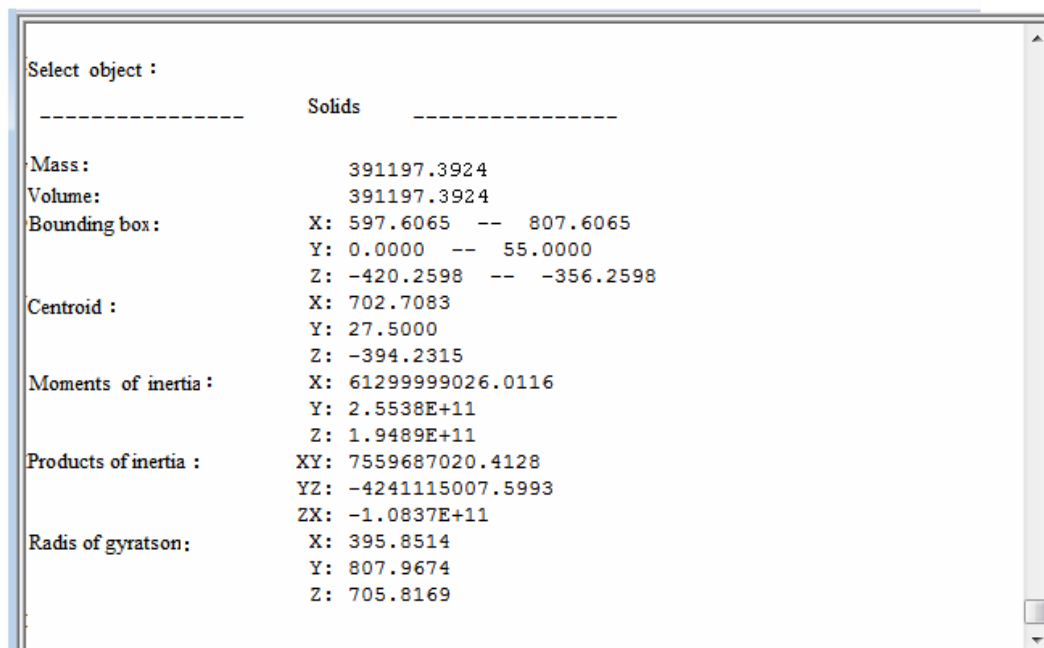 Select object :
---------------- Solids ----------------
Mass: 391197.3924
Volume: 391197.3924
Bounding box: X: 597.6065 -- 807.6065
Y: 0.0000 -- 55.0000
Z: -420.2598 -- -356.2598
Centroid : X: 702.7083
Y: 27.5000
Z: -394.2315
Moments of inertia: X: 61299999026.0116
Y: 2.5538E+11
Z: 1.9489E+11
Products of inertia : XY: 7559687020.4128
YZ: -4241115007.5993
ZX: -1.0837E+11
Radis of gyratson: X: 395.8514
Y: 807.9674
Z: 705.8169